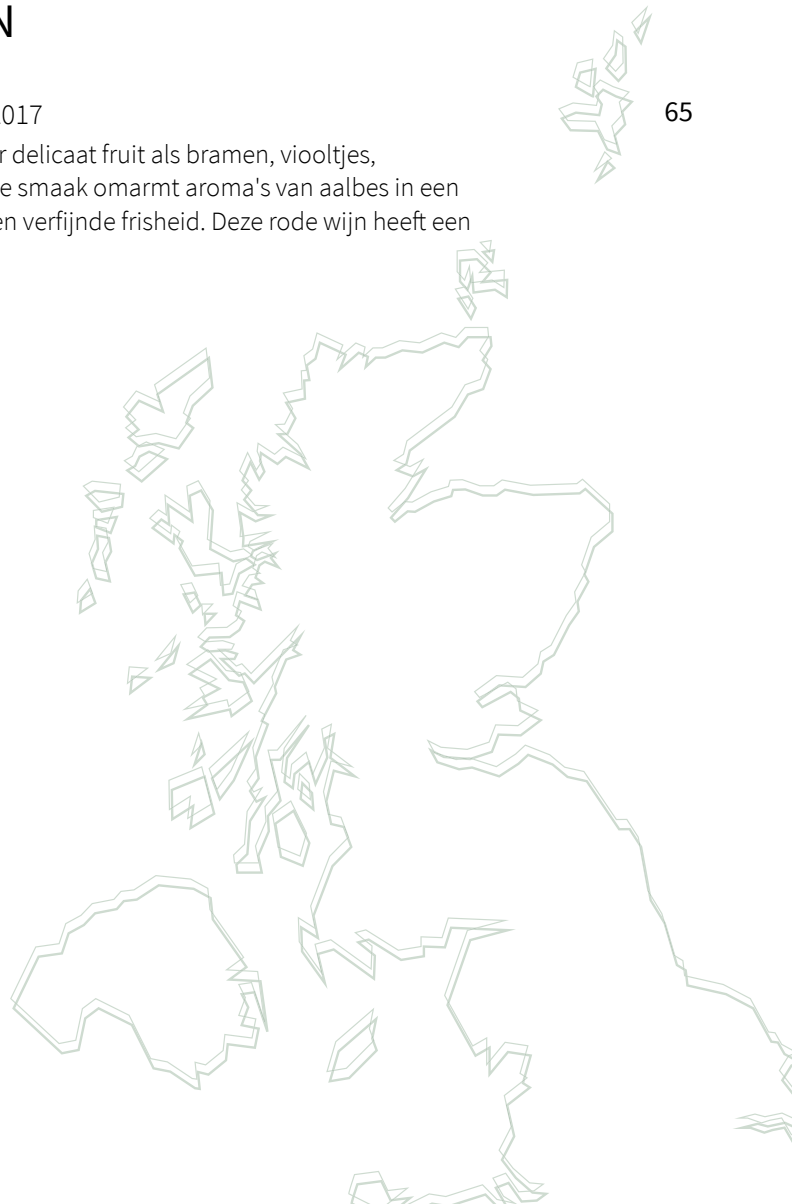 N
2017
65
r delicaat fruit als bramen, viooltjes,
e smaak omarmt aroma's van aalbes in een
en verfijnde frisheid. Deze rode wijn heeft een